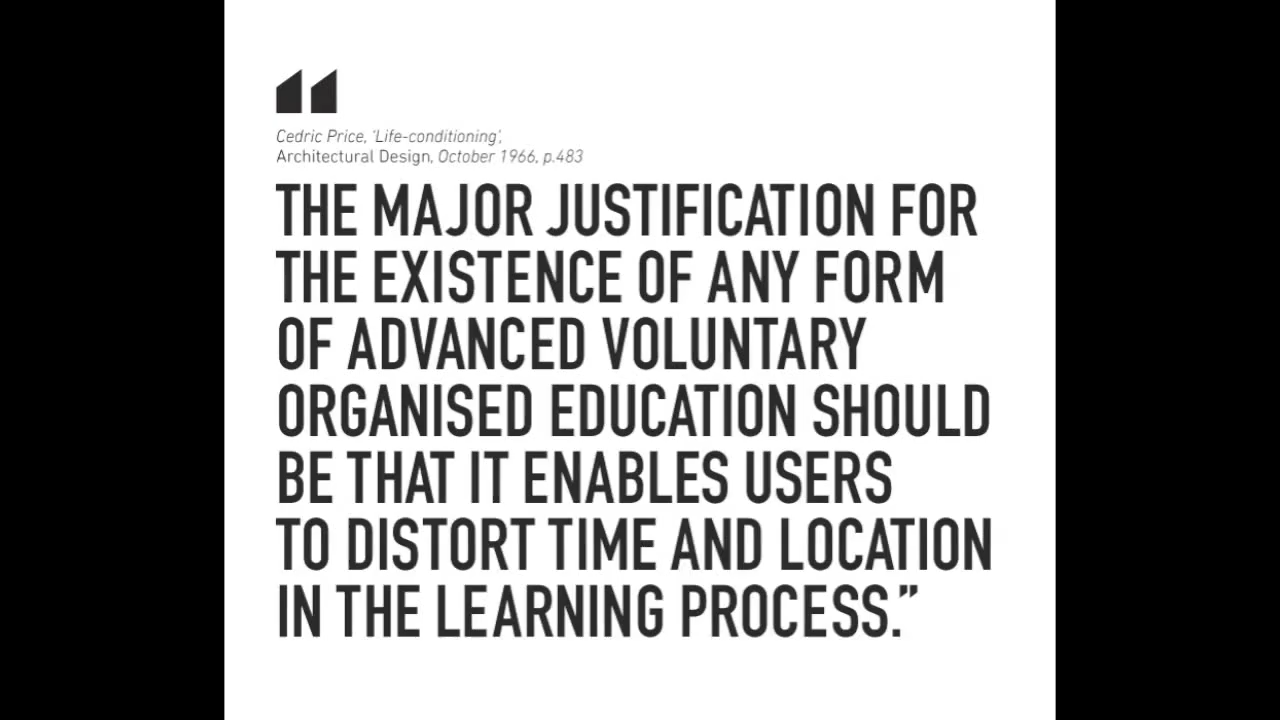 Cedric Price, 'Life-conditioning',
Architectural Design, October 1966, p.483
THE MAJOR JUSTIFICATION FOR
THE EXISTENCE OF ANY FORM
OF ADVANCED VOLUNTARY
ORGANISED EDUCATION SHOULD
BE THAT IT ENABLES USERS
TO DISTORT TIME AND LOCATION
IN THE LEARNING PROCESS.”